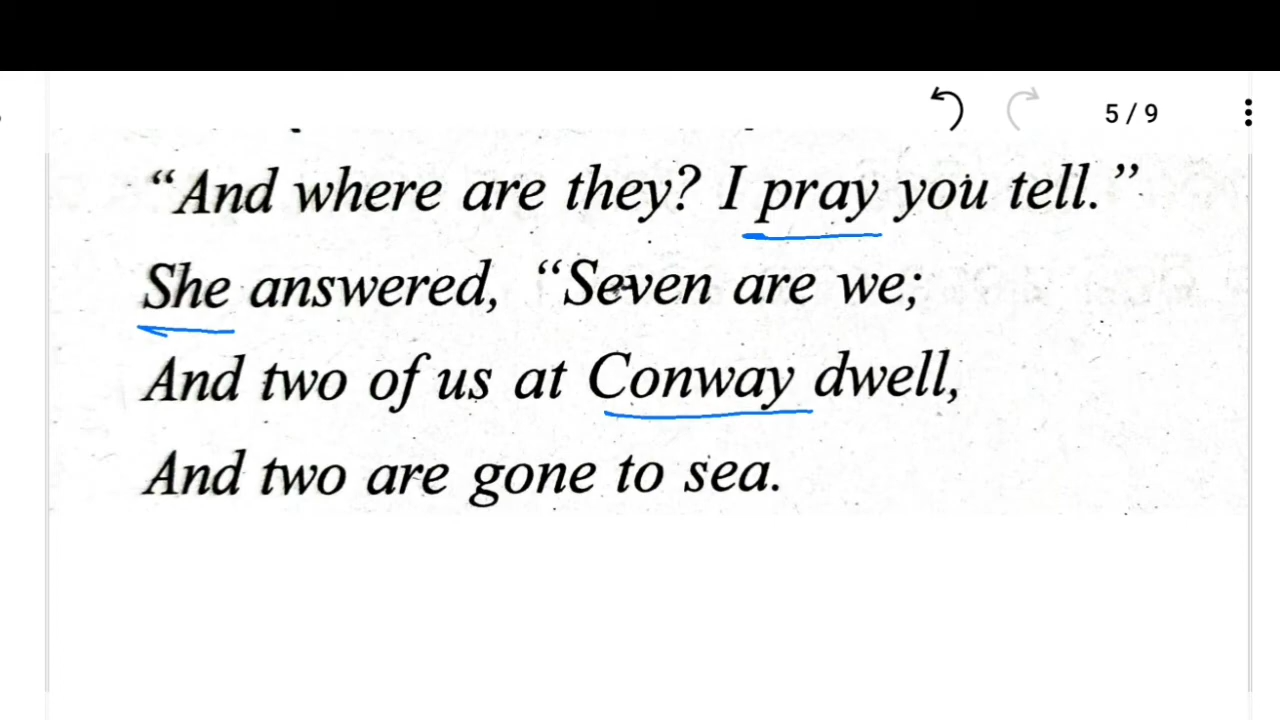 5 / 9
“And where are they? I pray you tell.”
She answered, “Seven are we;
And two of us at Conway dwell,
And two are gone to sea.